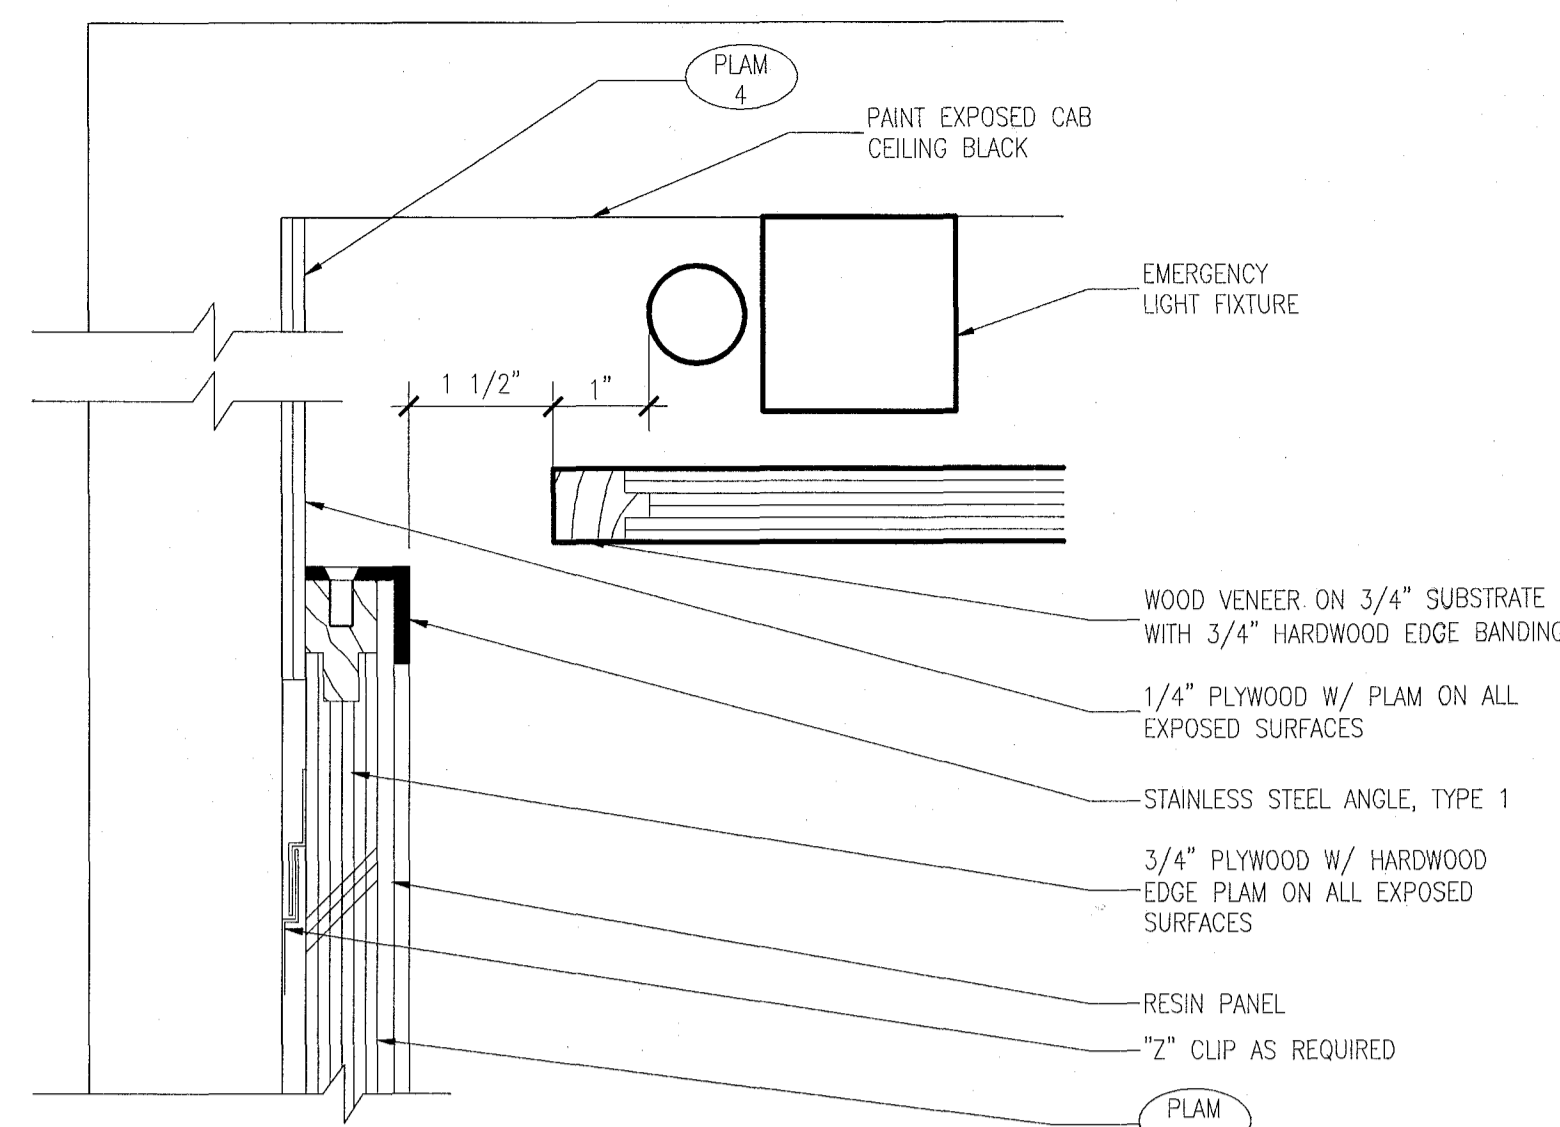 PLAM
4
PAINT EXPOSED CAB
CEILING BLACK
EMERGENCY
LIGHT FIXTURE
1 1/2"
1"
WOOD VENEER ON 3/4" SUBSTRATE
WITH 3/4" HARDWOOD EDGE BANDING
1/4" PLYWOOD W/ PLAM ON ALL
EXPOSED SURFACES
STAINLESS STEEL ANGLE, TYPE 1
3/4" PLYWOOD W/ HARDWOOD
EDGE PLAM ON ALL EXPOSED
SURFACES
RESIN PANEL
"Z" CLIP AS REQUIRED
PLAM